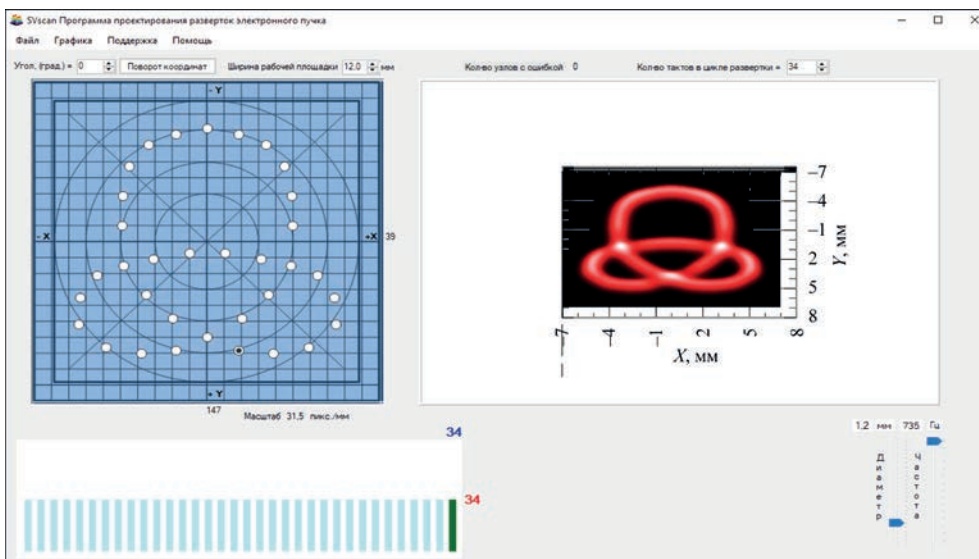 SVscan Программа проектирования разверток электронного пучка
Файл Графика Поддержка Помощь
Угол, (град.) = 0 Поворот координат Ширина рабочей площадки 12.0 мм Кол-во узлов с ошибкой 0 Кол-во тактов в цикле развертки = 34
- Y
- X
+X 39
+ Y
147
Масштаб 31,5 пикс./мм
–7
–4
–1
2
5
8
Y, мм
–7 –4 –1 2 5 8
X, мм
1,2 мм 735 Гц
Диаметр
Частота
34
34